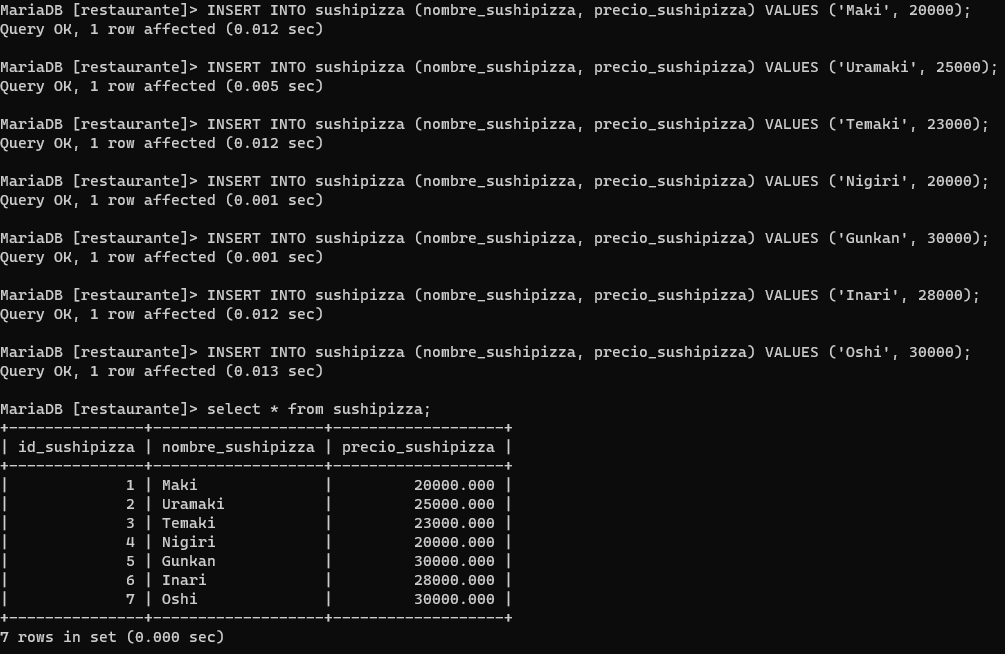 MariaDB [restaurante]> INSERT INTO sushipizza (nombre_sushipizza, precio_sushipizza) VALUES ('Maki', 20000);
Query OK, 1 row affected (0.012 sec)

MariaDB [restaurante]> INSERT INTO sushipizza (nombre_sushipizza, precio_sushipizza) VALUES ('Uramaki', 25000);
Query OK, 1 row affected (0.005 sec)

MariaDB [restaurante]> INSERT INTO sushipizza (nombre_sushipizza, precio_sushipizza) VALUES ('Temaki', 23000);
Query OK, 1 row affected (0.012 sec)

MariaDB [restaurante]> INSERT INTO sushipizza (nombre_sushipizza, precio_sushipizza) VALUES ('Nigiri', 20000);
Query OK, 1 row affected (0.001 sec)

MariaDB [restaurante]> INSERT INTO sushipizza (nombre_sushipizza, precio_sushipizza) VALUES ('Gunkan', 30000);
Query OK, 1 row affected (0.001 sec)

MariaDB [restaurante]> INSERT INTO sushipizza (nombre_sushipizza, precio_sushipizza) VALUES ('Inari', 28000);
Query OK, 1 row affected (0.012 sec)

MariaDB [restaurante]> INSERT INTO sushipizza (nombre_sushipizza, precio_sushipizza) VALUES ('Oshi', 30000);
Query OK, 1 row affected (0.013 sec)

MariaDB [restaurante]> select * from sushipizza;
+---------------+-------------------+-------------------+
| id_sushipizza | nombre_sushipizza | precio_sushipizza |
+---------------+-------------------+-------------------+
|             1 | Maki              |         20000.000 |
|             2 | Uramaki           |         25000.000 |
|             3 | Temaki            |         23000.000 |
|             4 | Nigiri            |         20000.000 |
|             5 | Gunkan            |         30000.000 |
|             6 | Inari             |         28000.000 |
|             7 | Oshi              |         30000.000 |
+---------------+-------------------+-------------------+
7 rows in set (0.000 sec)